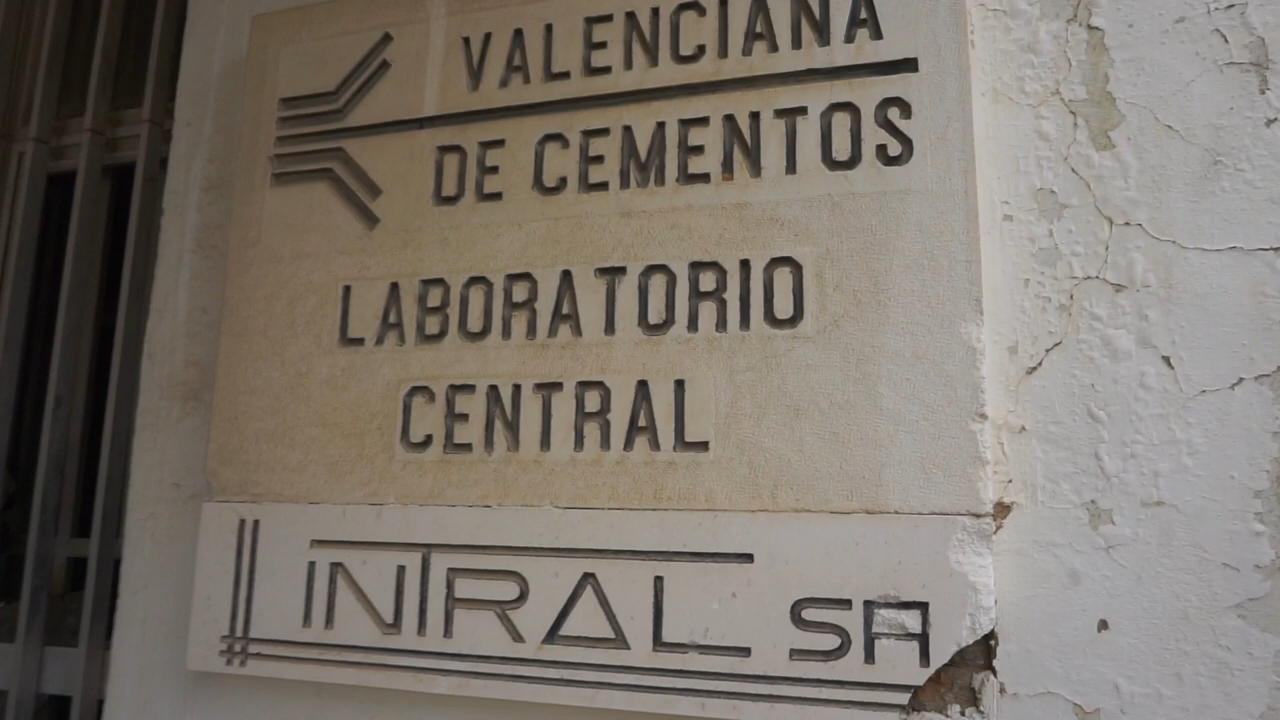 VALENCIANA
DE CEMENTOS
LABORATORIO
CENTRAL
INTRAL SA